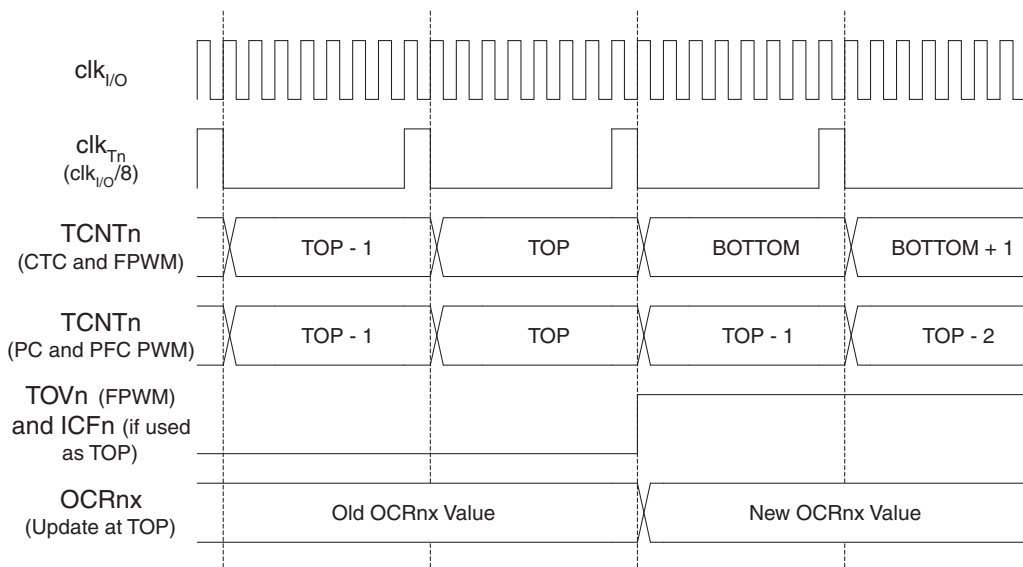 clkI/O
clkTn
(clkI/O/8)
TCNTn
(CTC and FPWM)
TOP - 1
TOP
BOTTOM
BOTTOM + 1
TCNTn
(PC and PFC PWM)
TOP - 1
TOP
TOP - 1
TOP - 2
TOVn (FPWM)
and ICFn (if used
as TOP)
OCRnx
(Update at TOP)
Old OCRnx Value
New OCRnx Value